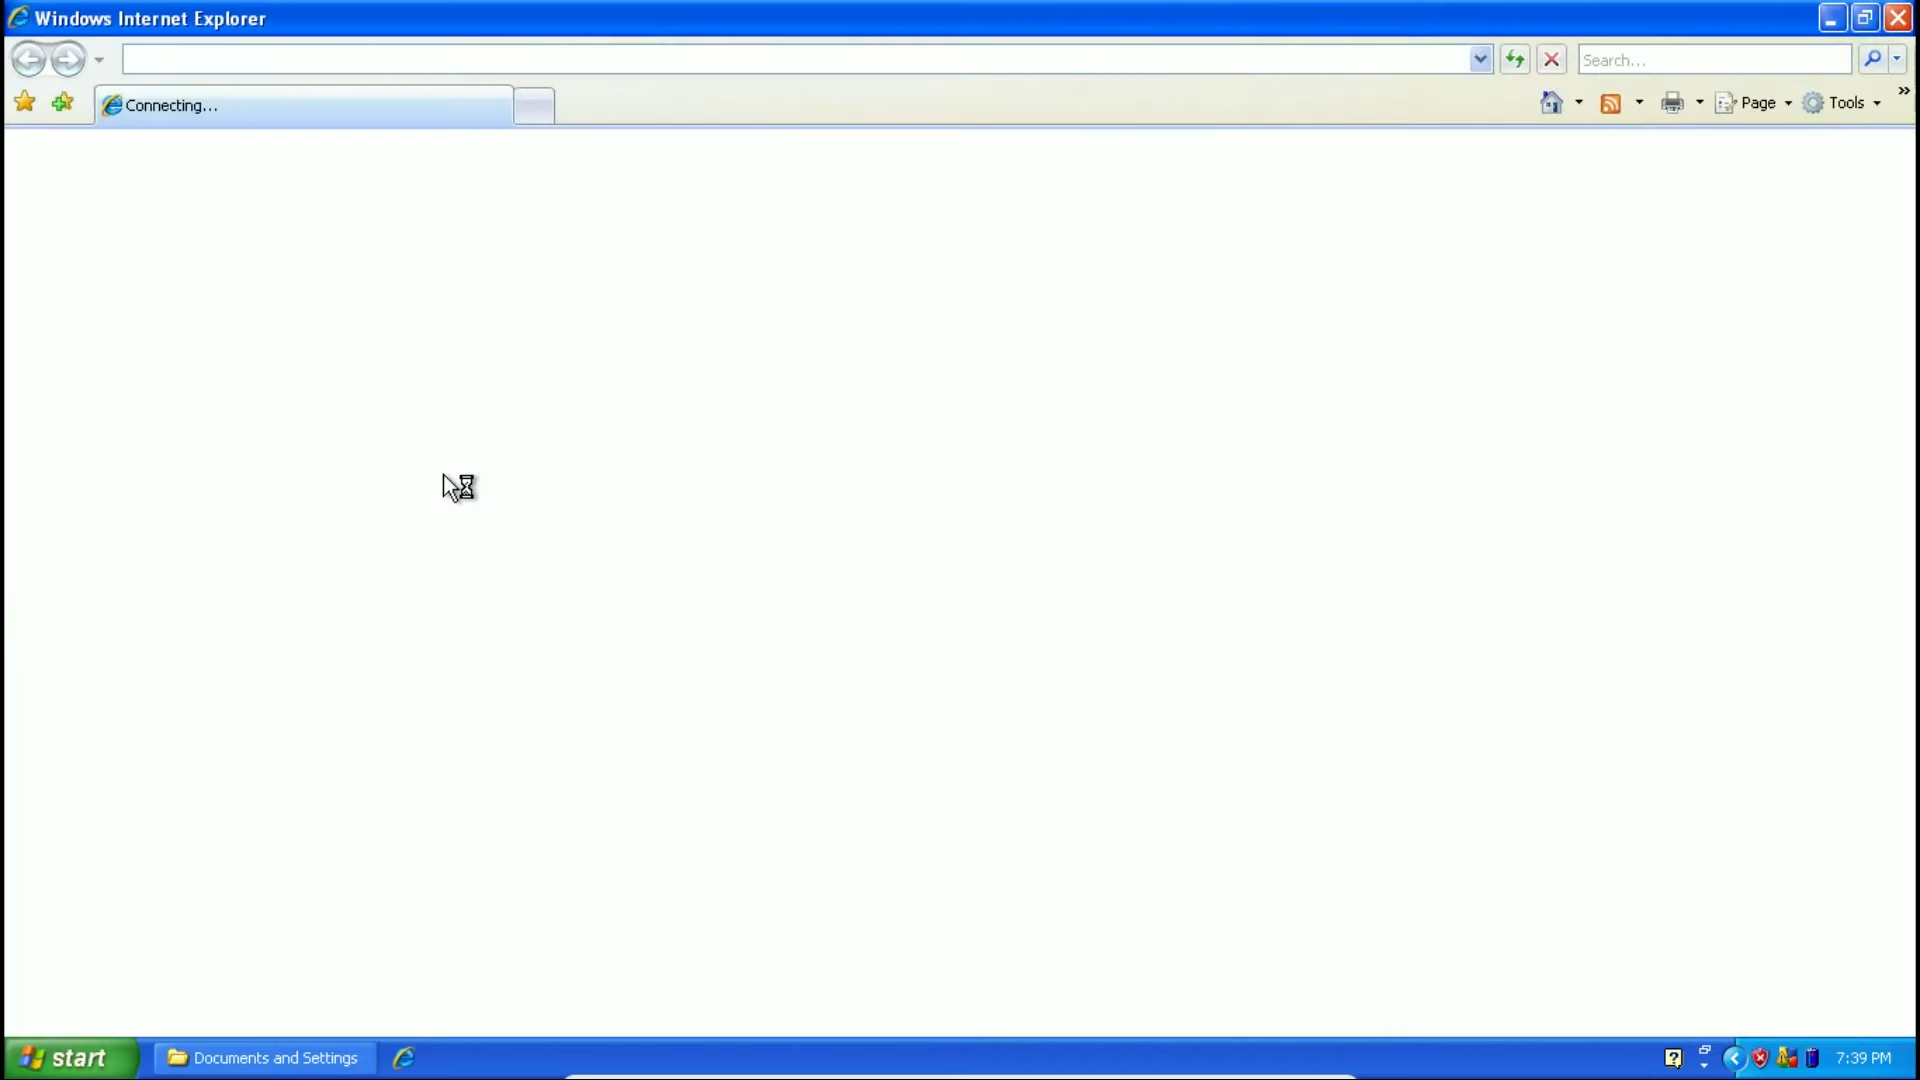 Windows Internet Explorer
Search...
Connecting...
Page
Tools
»
start
Documents and Settings
7:39 PM